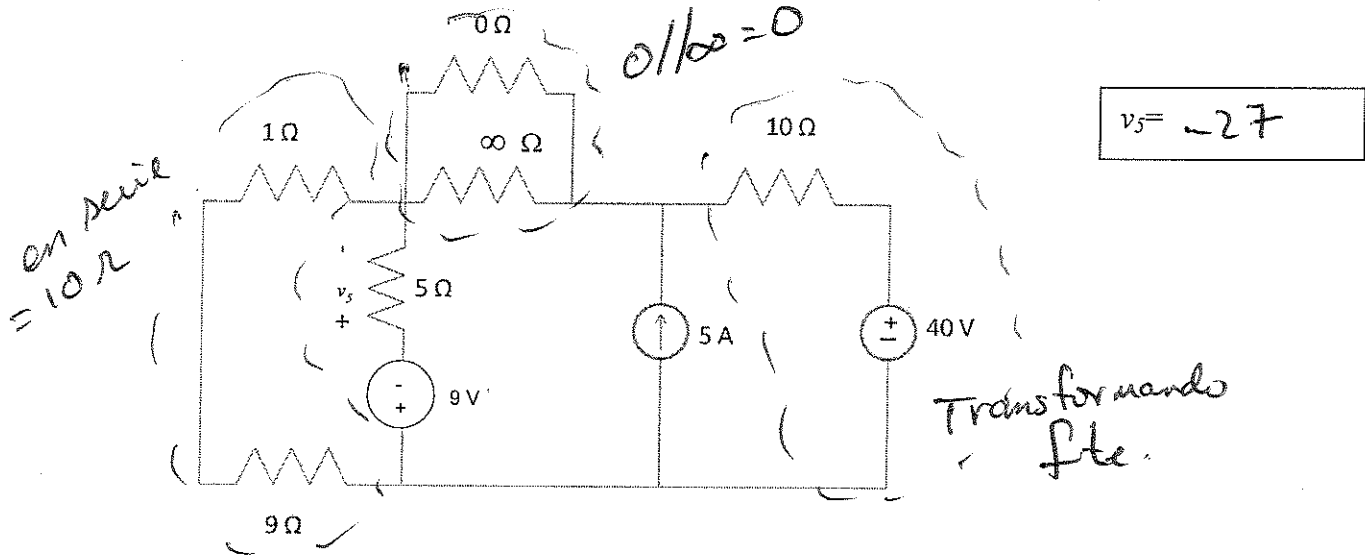 0 Ω
0//∞ = 0
1 Ω
∞ Ω
10 Ω
v₅= -27
en serie
= 10 Ω
v₅
+
5 Ω
5 A
+
-
40 V
-
+
9 V
Transformando
fte.
9 Ω